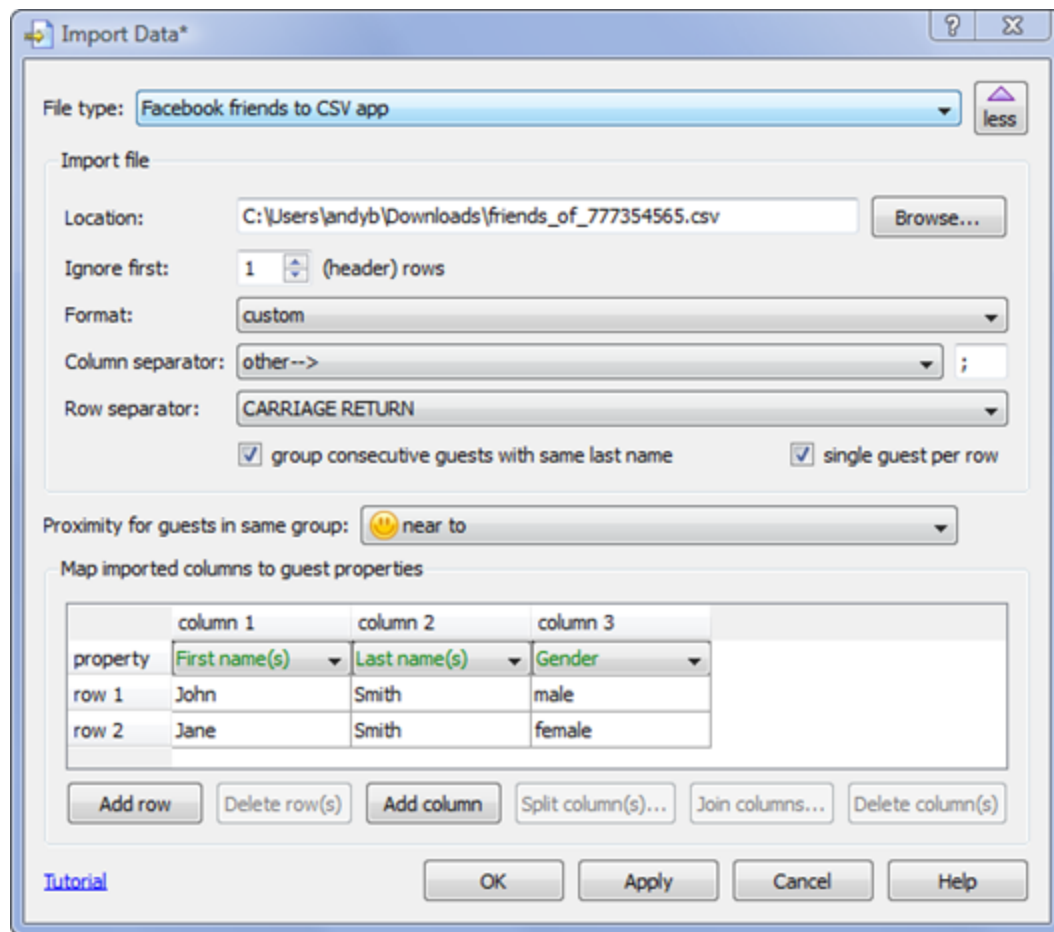 Import Data*
File type: Facebook friends to CSV app less
Import file
Location: C:\Users\andyb\Downloads\friends_of_777354565.csv Browse...
Ignore first: 1 (header) rows
Format: custom
Column separator: other--> ;
Row separator: CARRIAGE RETURN
group consecutive guests with same last name single guest per row
Proximity for guests in same group: near to
Map imported columns to guest properties
column 1 column 2 column 3
property First name(s) Last name(s) Gender
row 1 John Smith male
row 2 Jane Smith female
Add row Delete row(s) Add column Split column(s)... Join columns... Delete column(s)
Tutorial OK Apply Cancel Help